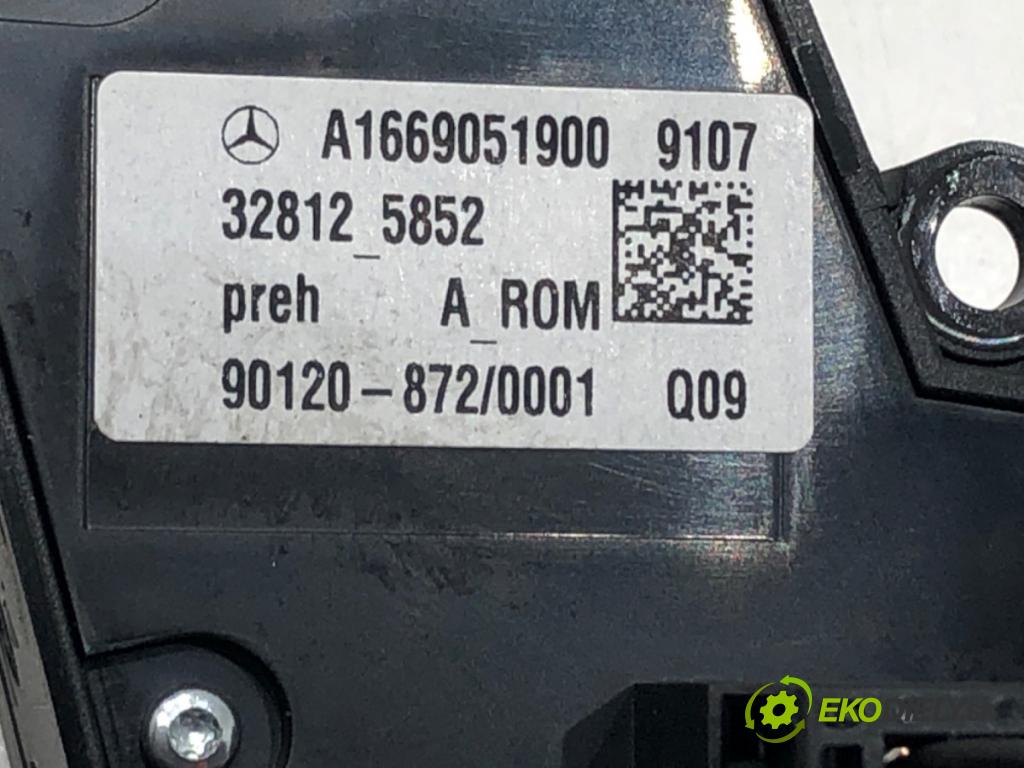 A1669051900 9107
32812_5852
preh A_ROM
90120-872/0001 Q09
EKO